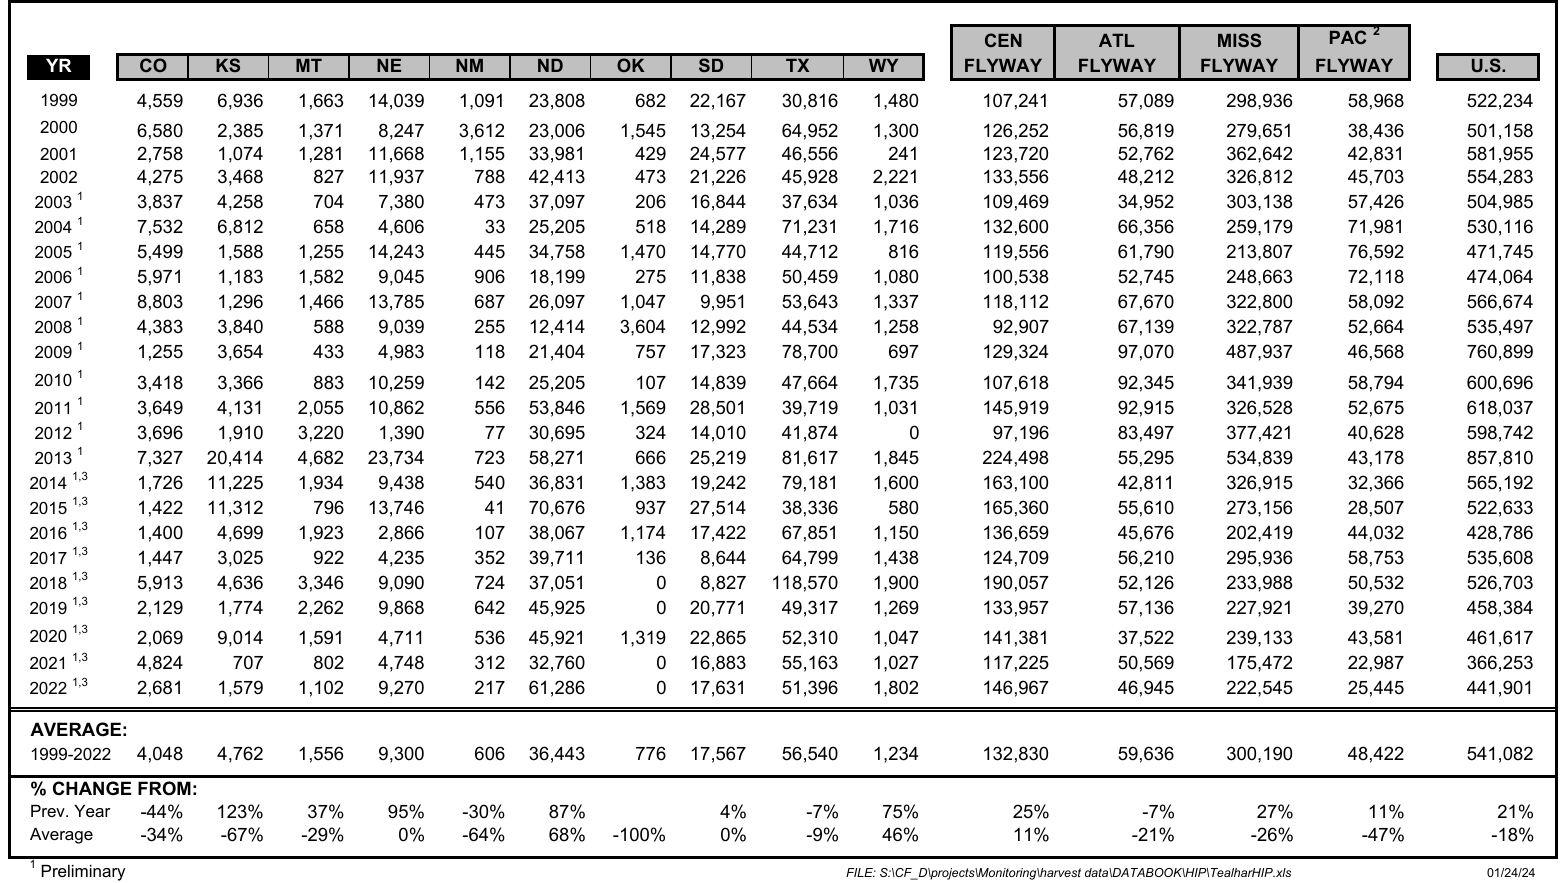 CEN ATL MISS PAC 2
YR CO KS MT NE NM ND OK SD TX WY FLYWAY FLYWAY FLYWAY FLYWAY U.S.
1999 4,559 6,936 1,663 14,039 1,091 23,808 682 22,167 30,816 1,480 107,241 57,089 298,936 58,968 522,234
2000 6,580 2,385 1,371 8,247 3,612 23,006 1,545 13,254 64,952 1,300 126,252 56,819 279,651 38,436 501,158
2001 2,758 1,074 1,281 11,668 1,155 33,981 429 24,577 46,556 241 123,720 52,762 362,642 42,831 581,955
2002 4,275 3,468 827 11,937 788 42,413 473 21,226 45,928 2,221 133,556 48,212 326,812 45,703 554,283
2003 1 3,837 4,258 704 7,380 473 37,097 206 16,844 37,634 1,036 109,469 34,952 303,138 57,426 504,985
2004 1 7,532 6,812 658 4,606 33 25,205 518 14,289 71,231 1,716 132,600 66,356 259,179 71,981 530,116
2005 1 5,499 1,588 1,255 14,243 445 34,758 1,470 14,770 44,712 816 119,556 61,790 213,807 76,592 471,745
2006 1 5,971 1,183 1,582 9,045 906 18,199 275 11,838 50,459 1,080 100,538 52,745 248,663 72,118 474,064
2007 1 8,803 1,296 1,466 13,785 687 26,097 1,047 9,951 53,643 1,337 118,112 67,670 322,800 58,092 566,674
2008 1 4,383 3,840 588 9,039 255 12,414 3,604 12,992 44,534 1,258 92,907 67,139 322,787 52,664 535,497
2009 1 1,255 3,654 433 4,983 118 21,404 757 17,323 78,700 697 129,324 97,070 487,937 46,568 760,899
2010 1 3,418 3,366 883 10,259 142 25,205 107 14,839 47,664 1,735 107,618 92,345 341,939 58,794 600,696
2011 1 3,649 4,131 2,055 10,862 556 53,846 1,569 28,501 39,719 1,031 145,919 92,915 326,528 52,675 618,037
2012 1 3,696 1,910 3,220 1,390 77 30,695 324 14,010 41,874 0 97,196 83,497 377,421 40,628 598,742
2013 1 7,327 20,414 4,682 23,734 723 58,271 666 25,219 81,617 1,845 224,498 55,295 534,839 43,178 857,810
2014 1,3 1,726 11,225 1,934 9,438 540 36,831 1,383 19,242 79,181 1,600 163,100 42,811 326,915 32,366 565,192
2015 1,3 1,422 11,312 796 13,746 41 70,676 937 27,514 38,336 580 165,360 55,610 273,156 28,507 522,633
2016 1,3 1,400 4,699 1,923 2,866 107 38,067 1,174 17,422 67,851 1,150 136,659 45,676 202,419 44,032 428,786
2017 1,3 1,447 3,025 922 4,235 352 39,711 136 8,644 64,799 1,438 124,709 56,210 295,936 58,753 535,608
2018 1,3 5,913 4,636 3,346 9,090 724 37,051 0 8,827 118,570 1,900 190,057 52,126 233,988 50,532 526,703
2019 1,3 2,129 1,774 2,262 9,868 642 45,925 0 20,771 49,317 1,269 133,957 57,136 227,921 39,270 458,384
2020 1,3 2,069 9,014 1,591 4,711 536 45,921 1,319 22,865 52,310 1,047 141,381 37,522 239,133 43,581 461,617
2021 1,3 4,824 707 802 4,748 312 32,760 0 16,883 55,163 1,027 117,225 50,569 175,472 22,987 366,253
2022 1,3 2,681 1,579 1,102 9,270 217 61,286 0 17,631 51,396 1,802 146,967 46,945 222,545 25,445 441,901
AVERAGE:
1999-2022 4,048 4,762 1,556 9,300 606 36,443 776 17,567 56,540 1,234 132,830 59,636 300,190 48,422 541,082
% CHANGE FROM:
Prev. Year -44% 123% 37% 95% -30% 87% 4% -7% 75% 25% -7% 27% 11% 21%
Average -34% -67% -29% 0% -64% 68% -100% 0% -9% 46% 11% -21% -26% -47% -18%
1 Preliminary FILE: S:\CF_D\projects\Monitoring\harvest data\DATABOOK\HIP\TealharHIP.xls 01/24/24